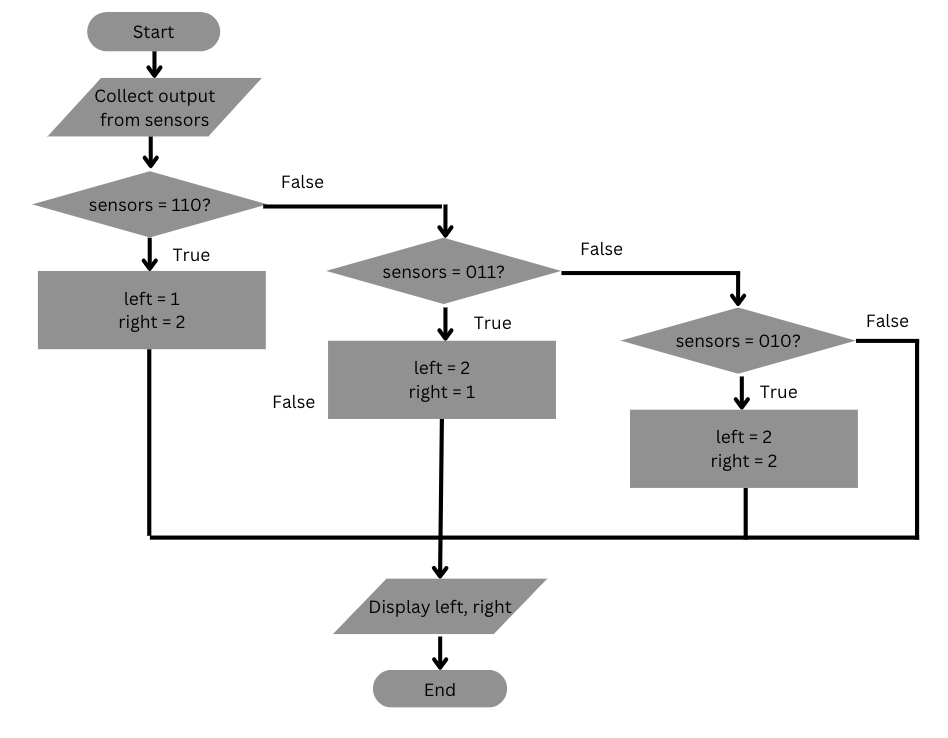 Start
Collect output
from sensors
sensors = 110?
False
True
left = 1
right = 2
sensors = 011?
False
True
left = 2
right = 1
False
sensors = 010?
False
True
left = 2
right = 2
Display left, right
End